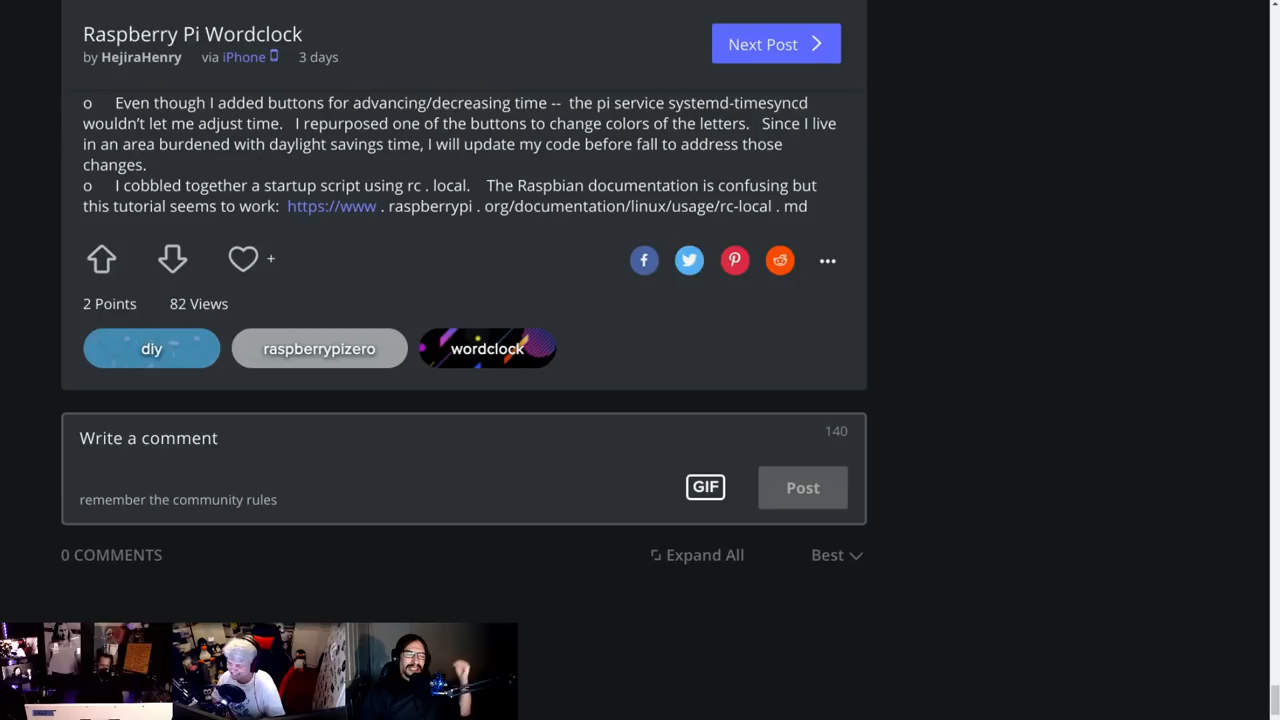 Raspberry Pi Wordclock
by HejiraHenry via iPhone 3 days
Next Post
o Even though I added buttons for advancing/decreasing time -- the pi service systemd-timesyncd
wouldn't let me adjust time. I repurposed one of the buttons to change colors of the letters. Since I live
in an area burdened with daylight savings time, I will update my code before fall to address those
changes.
o I cobbled together a startup script using rc . local. The Raspbian documentation is confusing but
this tutorial seems to work: https://www . raspberrypi . org/documentation/linux/usage/rc-local . md
+
2 Points 82 Views
diy raspberrypizero wordclock
Write a comment
140
remember the community rules
GIF
Post
0 COMMENTS
Expand All
Best